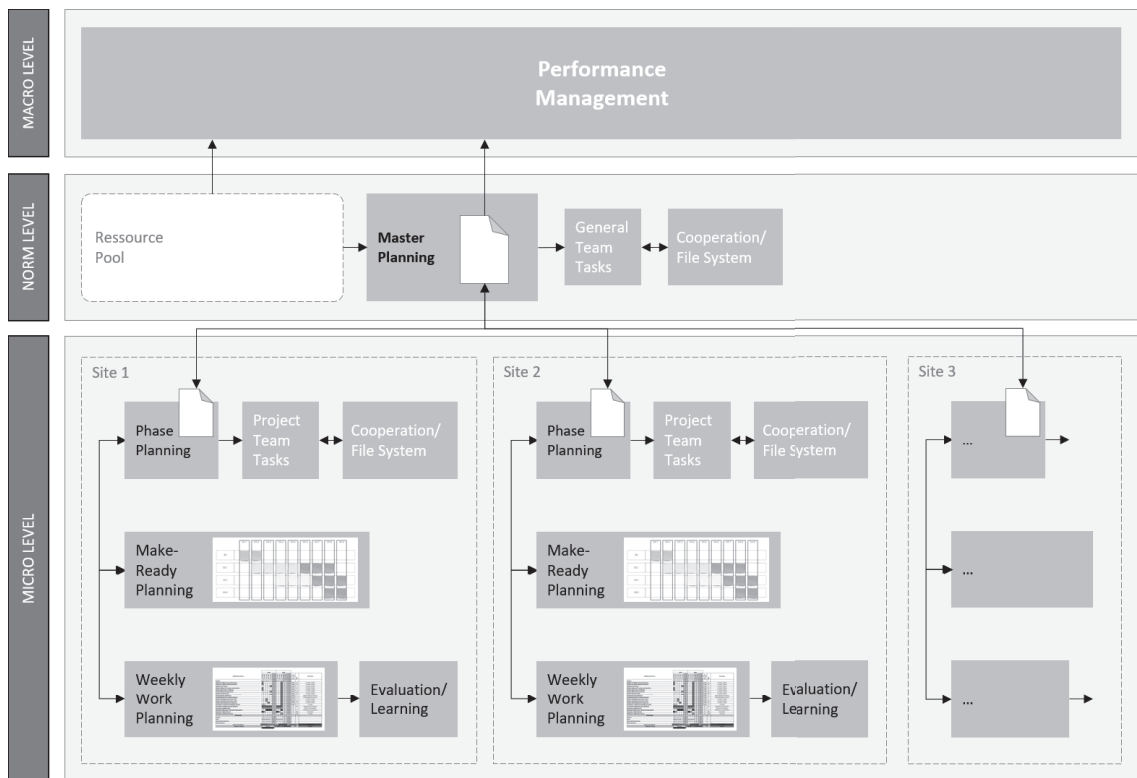 MACRO LEVEL
Performance
Management
NORM LEVEL
Ressource
Pool
Master
Planning
General
Team
Tasks
Cooperation/
File System
MICRO LEVEL
Site 1
Phase
Planning
Project
Team
Tasks
Cooperation/
File System
Make-
Ready
Planning
Weekly
Work
Planning
Evaluation/
Learning
Site 2
Phase
Planning
Project
Team
Tasks
Cooperation/
File System
Make-
Ready
Planning
Weekly
Work
Planning
Evaluation/
Learning
Site 3
...
...
...